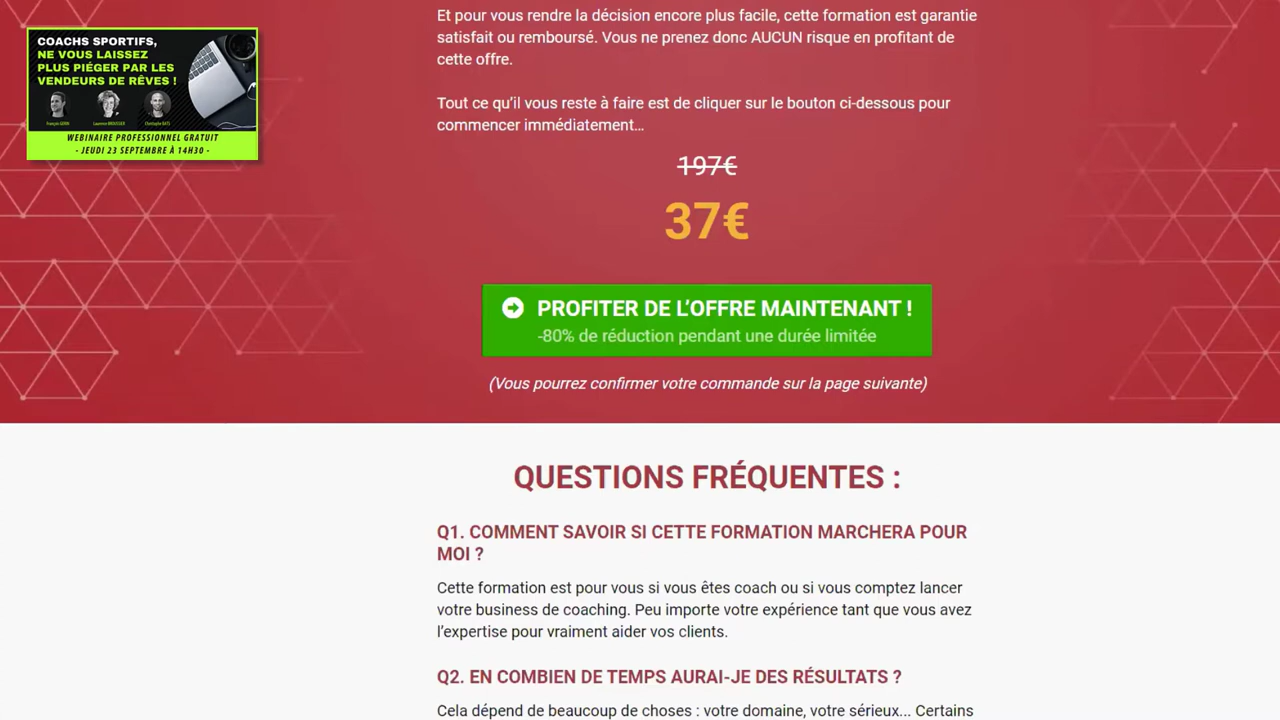 COACHS SPORTIFS,
NE VOUS LAISSEZ
PLUS PIÉGER PAR LES
VENDEURS DE RÊVES !
WEBINAIRE PROFESSIONNEL GRATUIT
- JEUDI 23 SEPTEMBRE À 14H30 -
Et pour vous rendre la décision encore plus facile, cette formation est garantie
satisfait ou remboursé. Vous ne prenez donc AUCUN risque en profitant de
cette offre.
Tout ce qu'il vous reste à faire est de cliquer sur le bouton ci-dessous pour
commencer immédiatement…
197€
37€
PROFITER DE L'OFFRE MAINTENANT !
-80% de réduction pendant une durée limitée
(Vous pourrez confirmer votre commande sur la page suivante)
QUESTIONS FRÉQUENTES :
Q1. COMMENT SAVOIR SI CETTE FORMATION MARCHERA POUR
MOI ?
Cette formation est pour vous si vous êtes coach ou si vous comptez lancer
votre business de coaching. Peu importe votre expérience tant que vous avez
l'expertise pour vraiment aider vos clients.
Q2. EN COMBIEN DE TEMPS AURAI-JE DES RÉSULTATS ?
Cela dépend de beaucoup de choses : votre domaine, votre sérieux... Certains